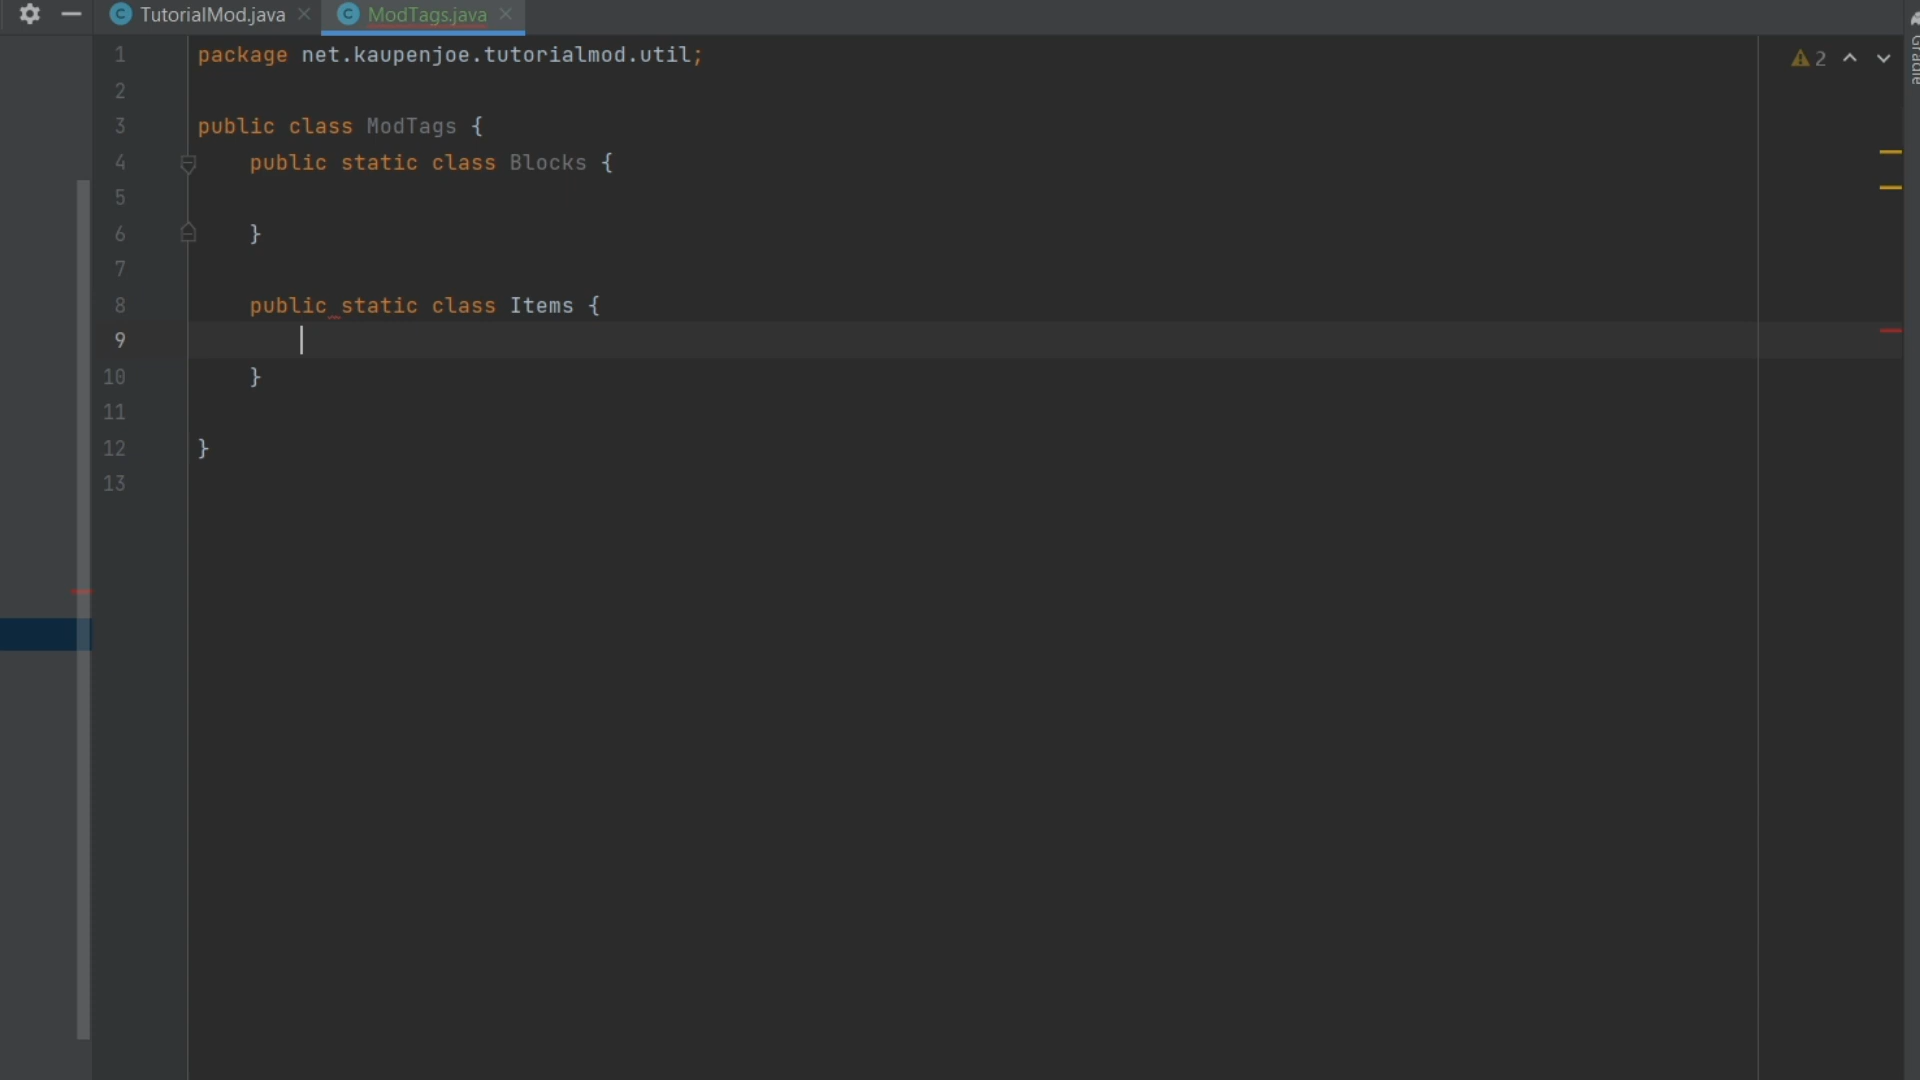 TutorialMod.java
ModTags.java
Gradle
2
1 package net.kaupenjoe.tutorialmod.util;
2
3 public class ModTags {
4 public static class Blocks {
5
6 }
7
8 public static class Items {
9
10 }
11
12 }
13